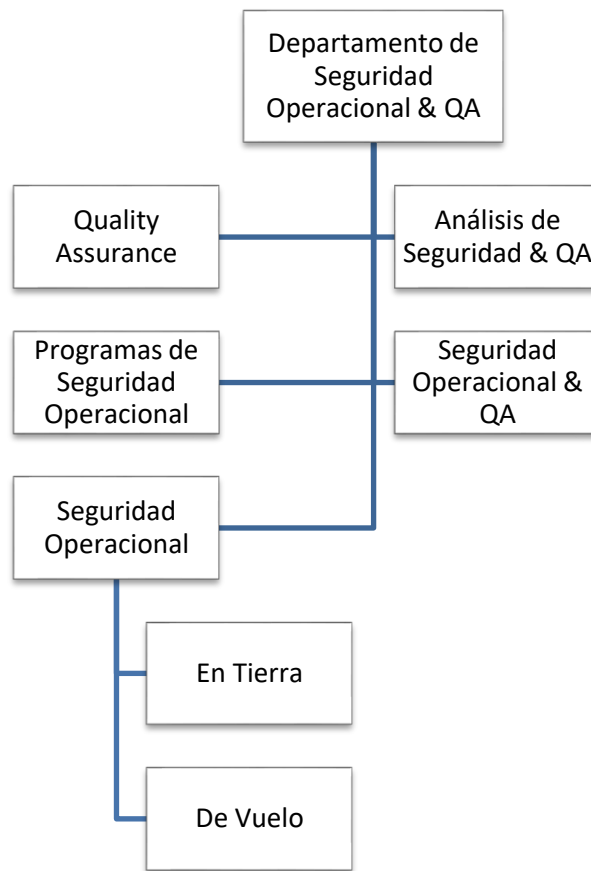 Departamento de
Seguridad
Operacional & QA
Quality
Assurance
Análisis de
Seguridad & QA
Programas de
Seguridad
Operacional
Seguridad
Operacional &
QA
Seguridad
Operacional
En Tierra
De Vuelo